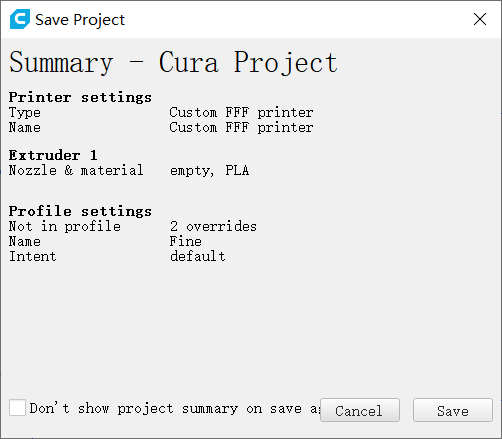 Save Project
Summary - Cura Project
Printer settings
Type Custom FFF printer
Name Custom FFF printer
Extruder 1
Nozzle & material empty, PLA
Profile settings
Not in profile 2 overrides
Name Fine
Intent default
Don't show project summary on save
Cancel
Save